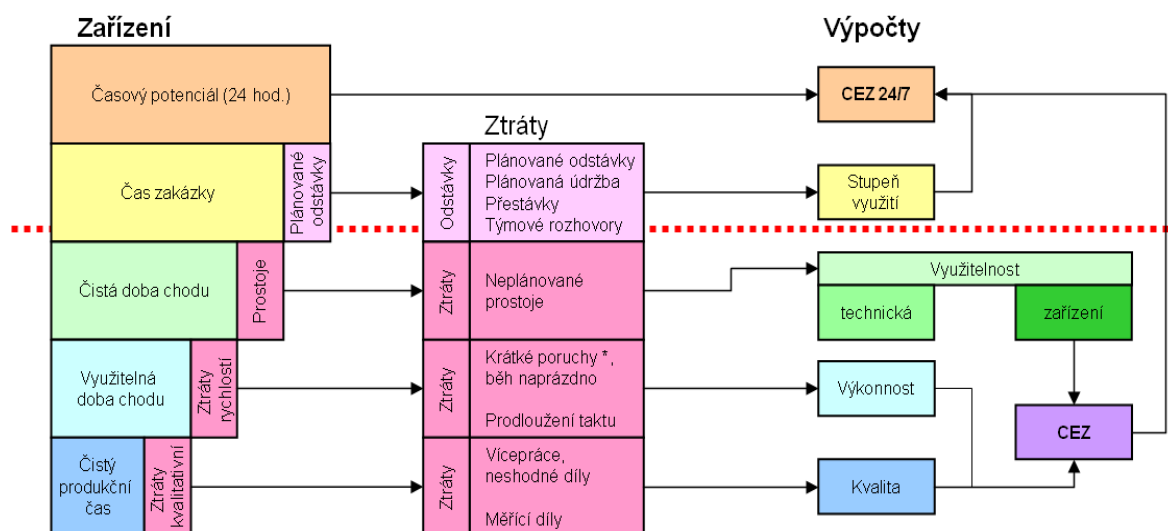 Zařízení
Výpočty
Časový potenciál (24 hod.)
CEZ 24/7
Ztráty
Čas zakázky
Plánované
odstávky
Odstávky
Plánované odstávky
Plánovaná údržba
Přestávky
Týmové rozhovory
Stupeň
využití
Čistá doba chodu
Prostoje
Ztráty
Neplánované
prostoje
Využitelnost
technická
zařízení
Využitelná
doba chodu
Ztráty
rychlostí
Ztráty
Krátké poruchy *,
běh naprázdno
Prodloužení taktu
Výkonnost
CEZ
Čistý
produkční
čas
Ztráty
kvalitativní
Ztráty
Vícepráce,
neshodné díly
Měřící díly
Kvalita